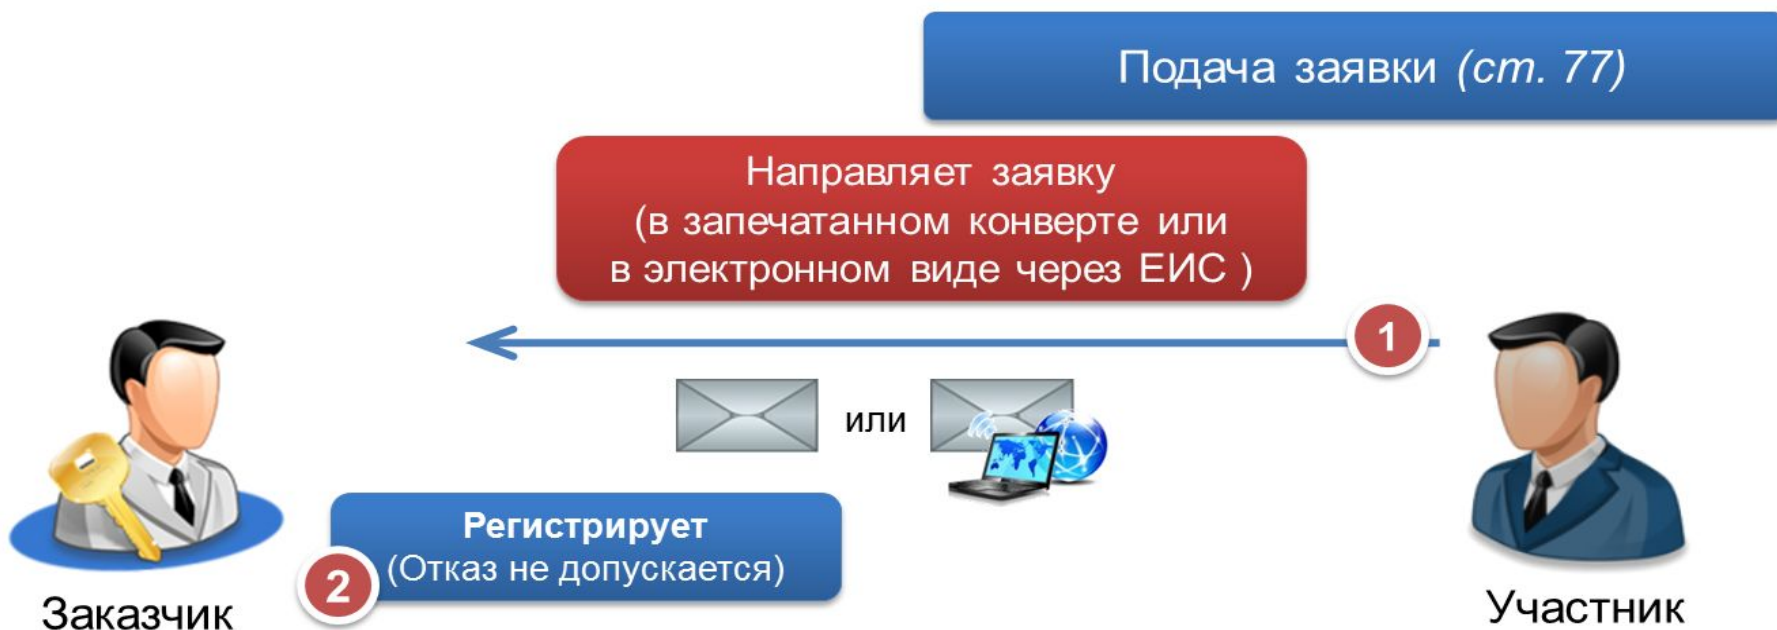 Подача заявки (ст. 77)
Направляет заявку
(в запечатанном конверте или
в электронном виде через ЕИС )
1
или
Регистрирует
(Отказ не допускается)
2
Заказчик
Участник